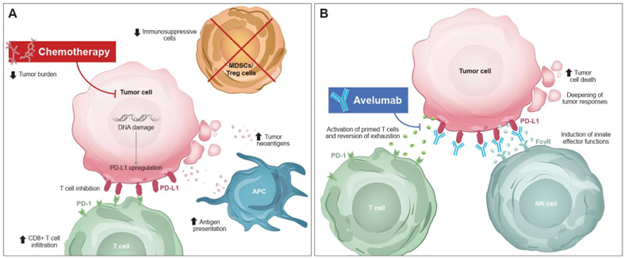 A
Chemotherapy
Tumor burden
Immunosuppressive
cells
MDSCs/
Treg cells
Tumor cell
DNA damage
PD-L1 upregulation
Tumor
neoantigens
T cell inhibition
PD-L1
APC
PD-1
Antigen
presentation
CD8+ T cell
infiltration
T cell
B
Tumor cell
Tumor
cell death
Deepening of
tumor responses
Avelumab
PD-L1
Activation of primed T cells
and reversal of exhaustion
FcγR
Induction of innate
effector functions
PD-1
T cell
NK cell